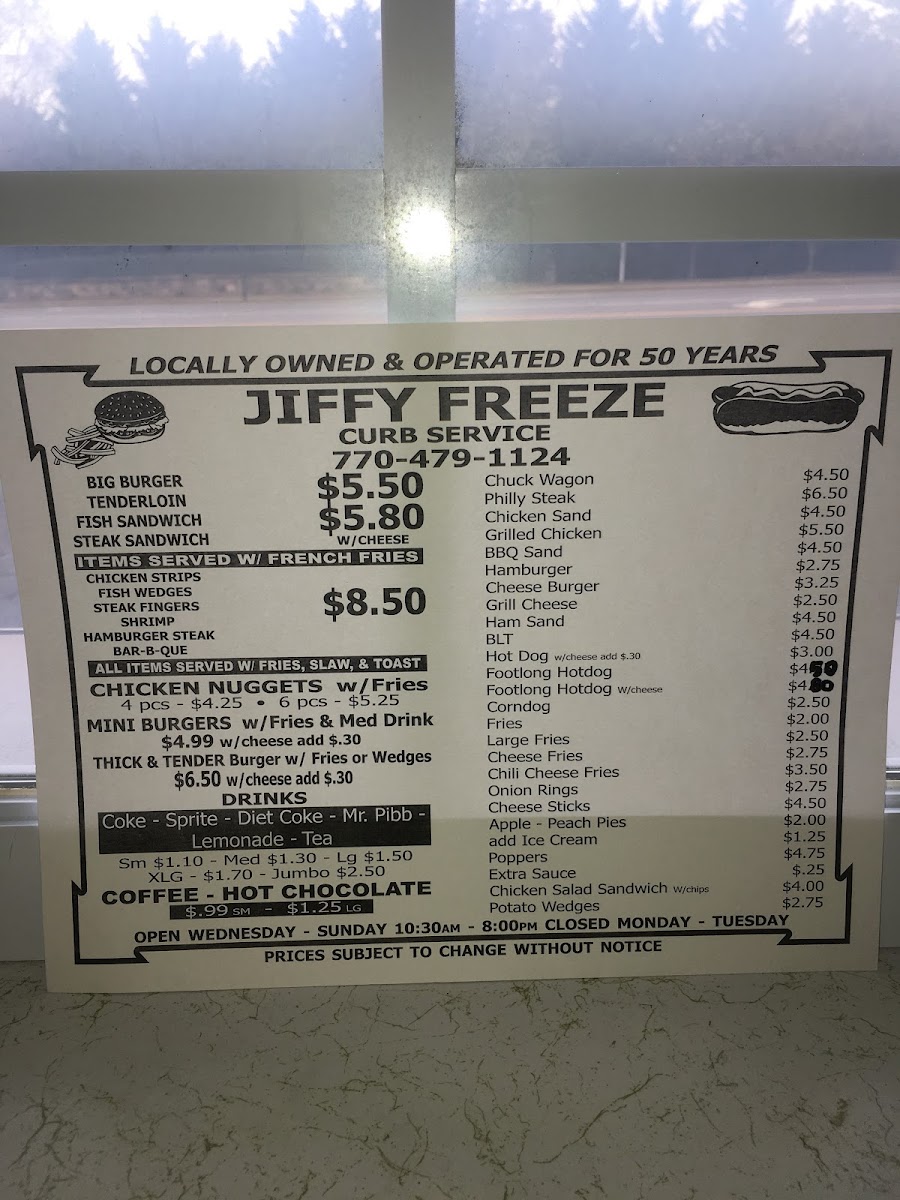 LOCALLY OWNED & OPERATED FOR 50 YEARS
JIFFY FREEZE
CURB SERVICE
770-479-1124
BIG BURGER
TENDERLOIN
FISH SANDWICH
STEAK SANDWICH
$5.50
$5.80
W/CHEESE
ITEMS SERVED W/ FRENCH FRIES
CHICKEN STRIPS
FISH WEDGES
STEAK FINGERS
SHRIMP
HAMBURGER STEAK
BAR-B-QUE
$8.50
ALL ITEMS SERVED W/ FRIES, SLAW, & TOAST
CHICKEN NUGGETS w/Fries
4 pcs - $4.25 • 6 pcs - $5.25
MINI BURGERS w/Fries & Med Drink
$4.99 w/cheese add $.30
THICK & TENDER Burger w/ Fries or Wedges
$6.50 w/cheese add $.30
DRINKS
Coke - Sprite - Diet Coke - Mr. Pibb -
Lemonade - Tea
Sm $1.10 - Med $1.30 - Lg $1.50
XLG - $1.70 - Jumbo $2.50
COFFEE - HOT CHOCOLATE
$.99 SM - $1.25 LG
Chuck Wagon $4.50
Philly Steak $6.50
Chicken Sand $4.50
Grilled Chicken $5.50
BBQ Sand $4.50
Hamburger $2.75
Cheese Burger $3.25
Grill Cheese $2.50
Ham Sand $4.50
BLT $4.50
Hot Dog w/cheese add $.30 $3.00
Footlong Hotdog $4.50
Footlong Hotdog W/cheese $4.80
Corndog $2.50
Fries $2.00
Large Fries $2.50
Cheese Fries $2.75
Chili Cheese Fries $3.50
Onion Rings $2.75
Cheese Sticks $4.50
Apple - Peach Pies $2.00
add Ice Cream $1.25
Poppers $4.75
Extra Sauce $.25
Chicken Salad Sandwich W/chips $4.00
Potato Wedges $2.75
OPEN WEDNESDAY - SUNDAY 10:30AM - 8:00PM CLOSED MONDAY - TUESDAY
PRICES SUBJECT TO CHANGE WITHOUT NOTICE